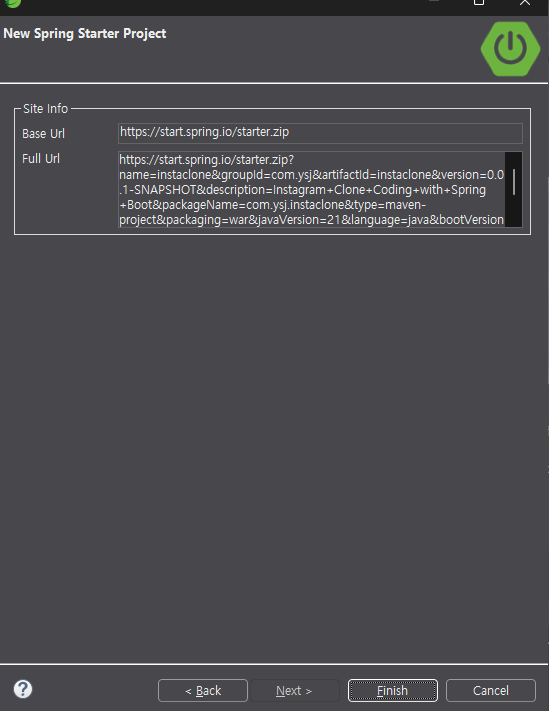 New Spring Starter Project
Site Info
Base Url
https://start.spring.io/starter.zip
Full Url
https://start.spring.io/starter.zip?
name=instaclone&groupId=com.ysj&artifactId=instaclone&version=0.0
.1-SNAPSHOT&description=Instagram+Clone+Coding+with+Spring
+Boot&packageName=com.ysj.instaclone&type=maven-
project&packaging=war&javaVersion=21&language=java&bootVersion
?
< Back
Next >
Finish
Cancel